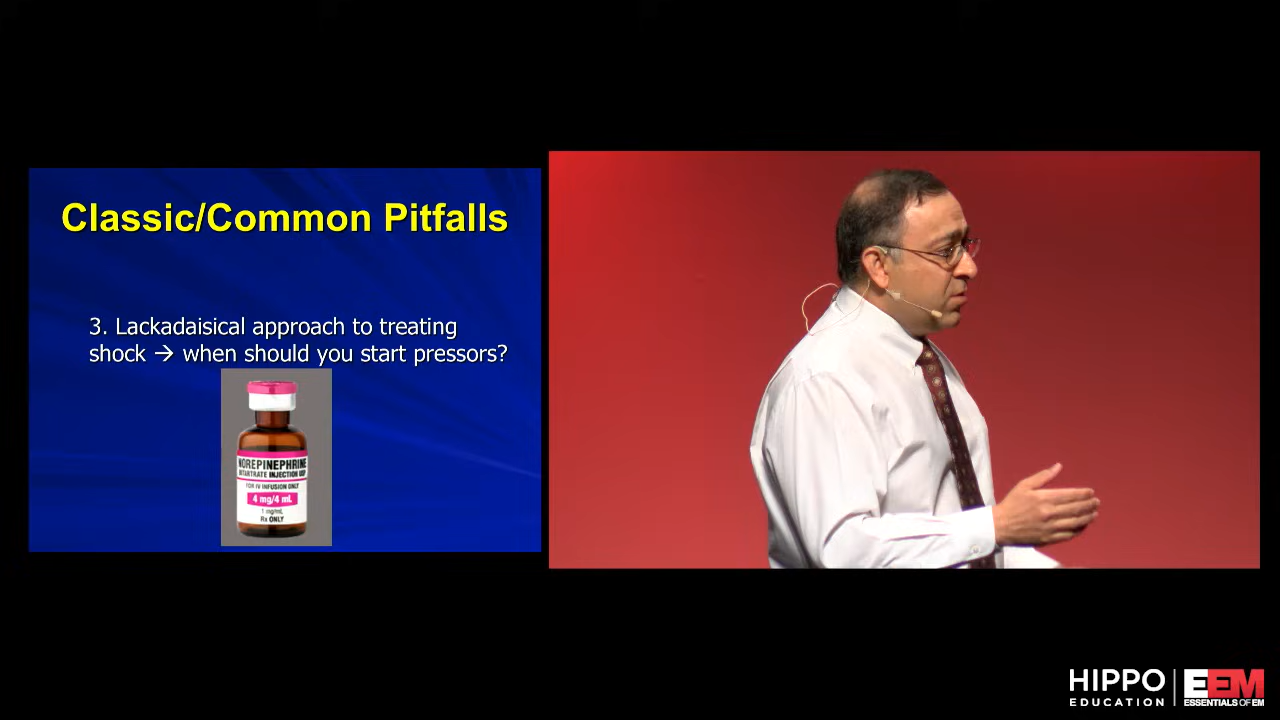 Classic/Common Pitfalls
3. Lackadaisical approach to treating
shock → when should you start pressors?
NOREPINEPHRINE
BITARTRATE INJECTION USP
FOR IV INFUSION ONLY
4 mg/4 mL
1 mg/mL
Rx ONLY
HIPPO
EDUCATION
EEM
ESSENTIALS OF EM